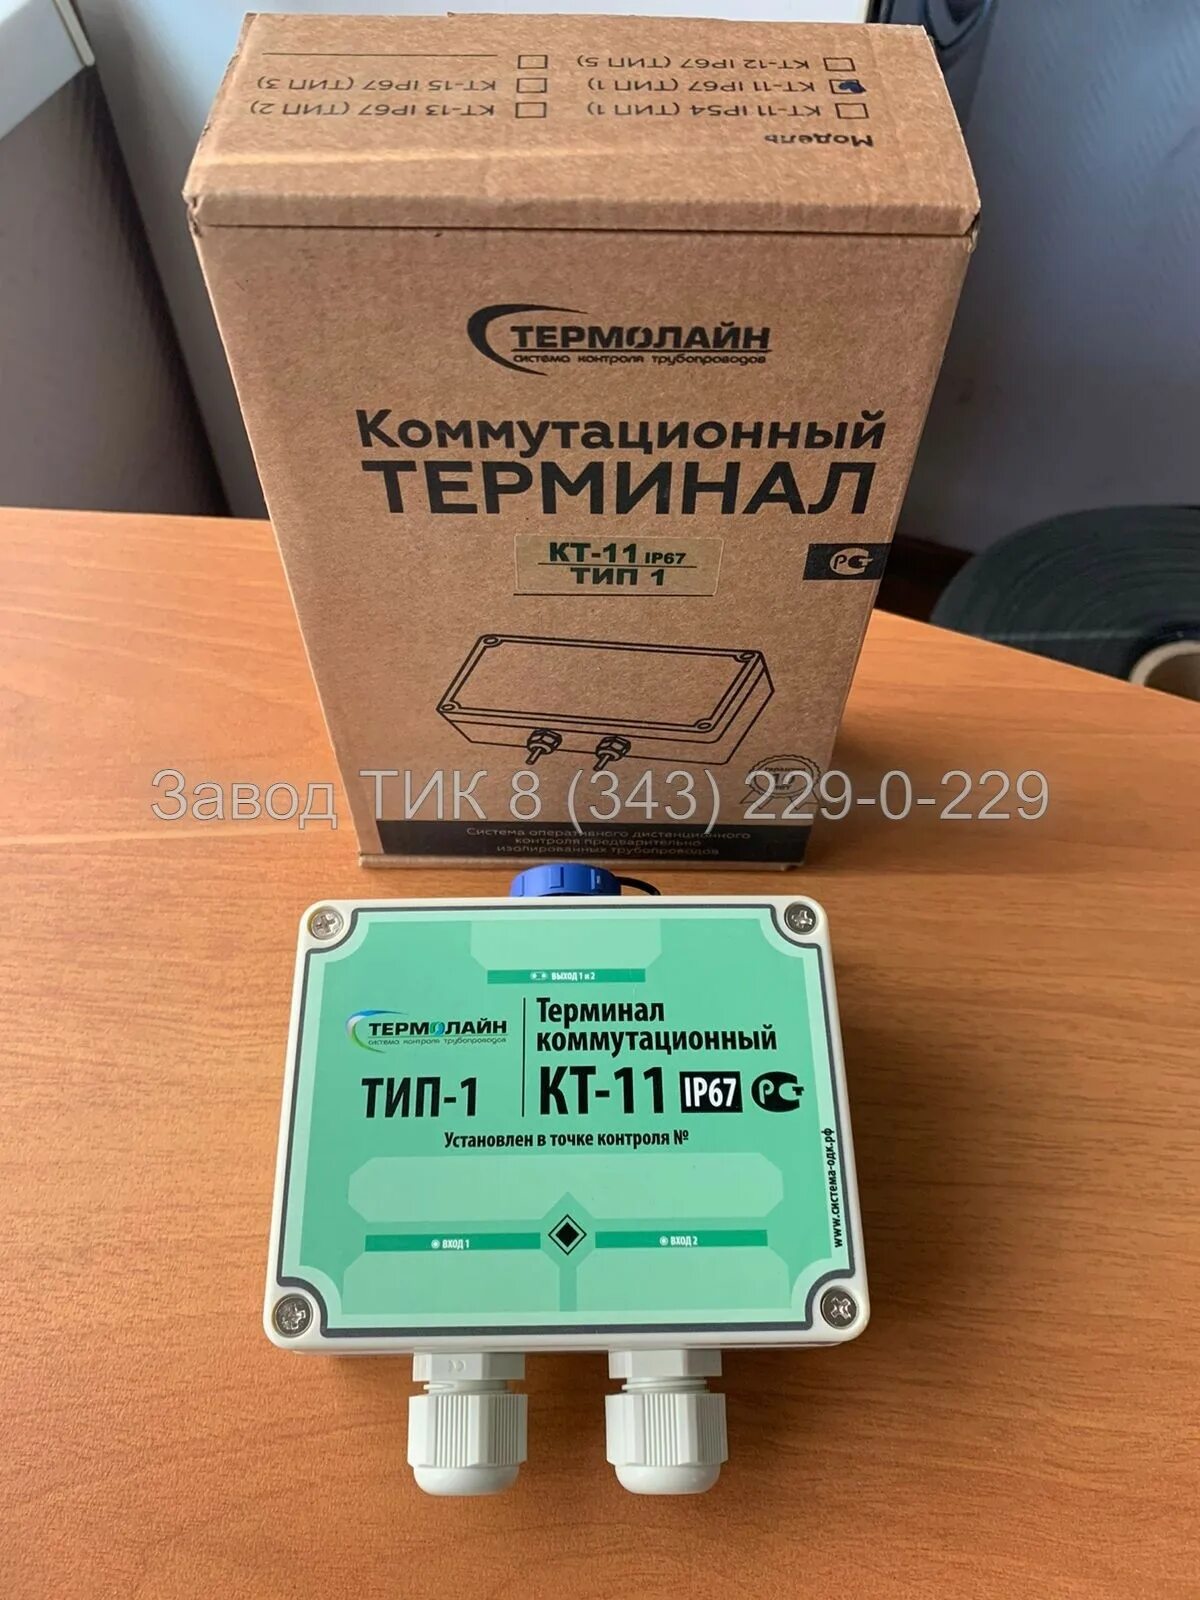 Модель
КТ-11 IP54 (ТИП 1)
КТ-13 IP67 (ТИП 2)
КТ-11 IP67 (ТИП 1)
КТ-15 IP67 (ТИП 3)
КТ-12 IP67 (ТИП 5)
ТЕРМОЛАЙН
система контроля трубопроводов
Коммутационный
ТЕРМИНАЛ
КТ-11 IP67
ТИП 1
РСТ
Завод ТИК 8 (343) 229-0-229
Система оперативного дистанционного
контроля предварительно
изолированных трубопроводов
ВЫХОД 1 и 2
ТЕРМОЛАЙН
система контроля трубопроводов
Терминал
коммутационный
ТИП-1
КТ-11 IP67 РСТ
Установлен в точке контроля №
ВХОД 1
ВХОД 2
www.система-одк.рф